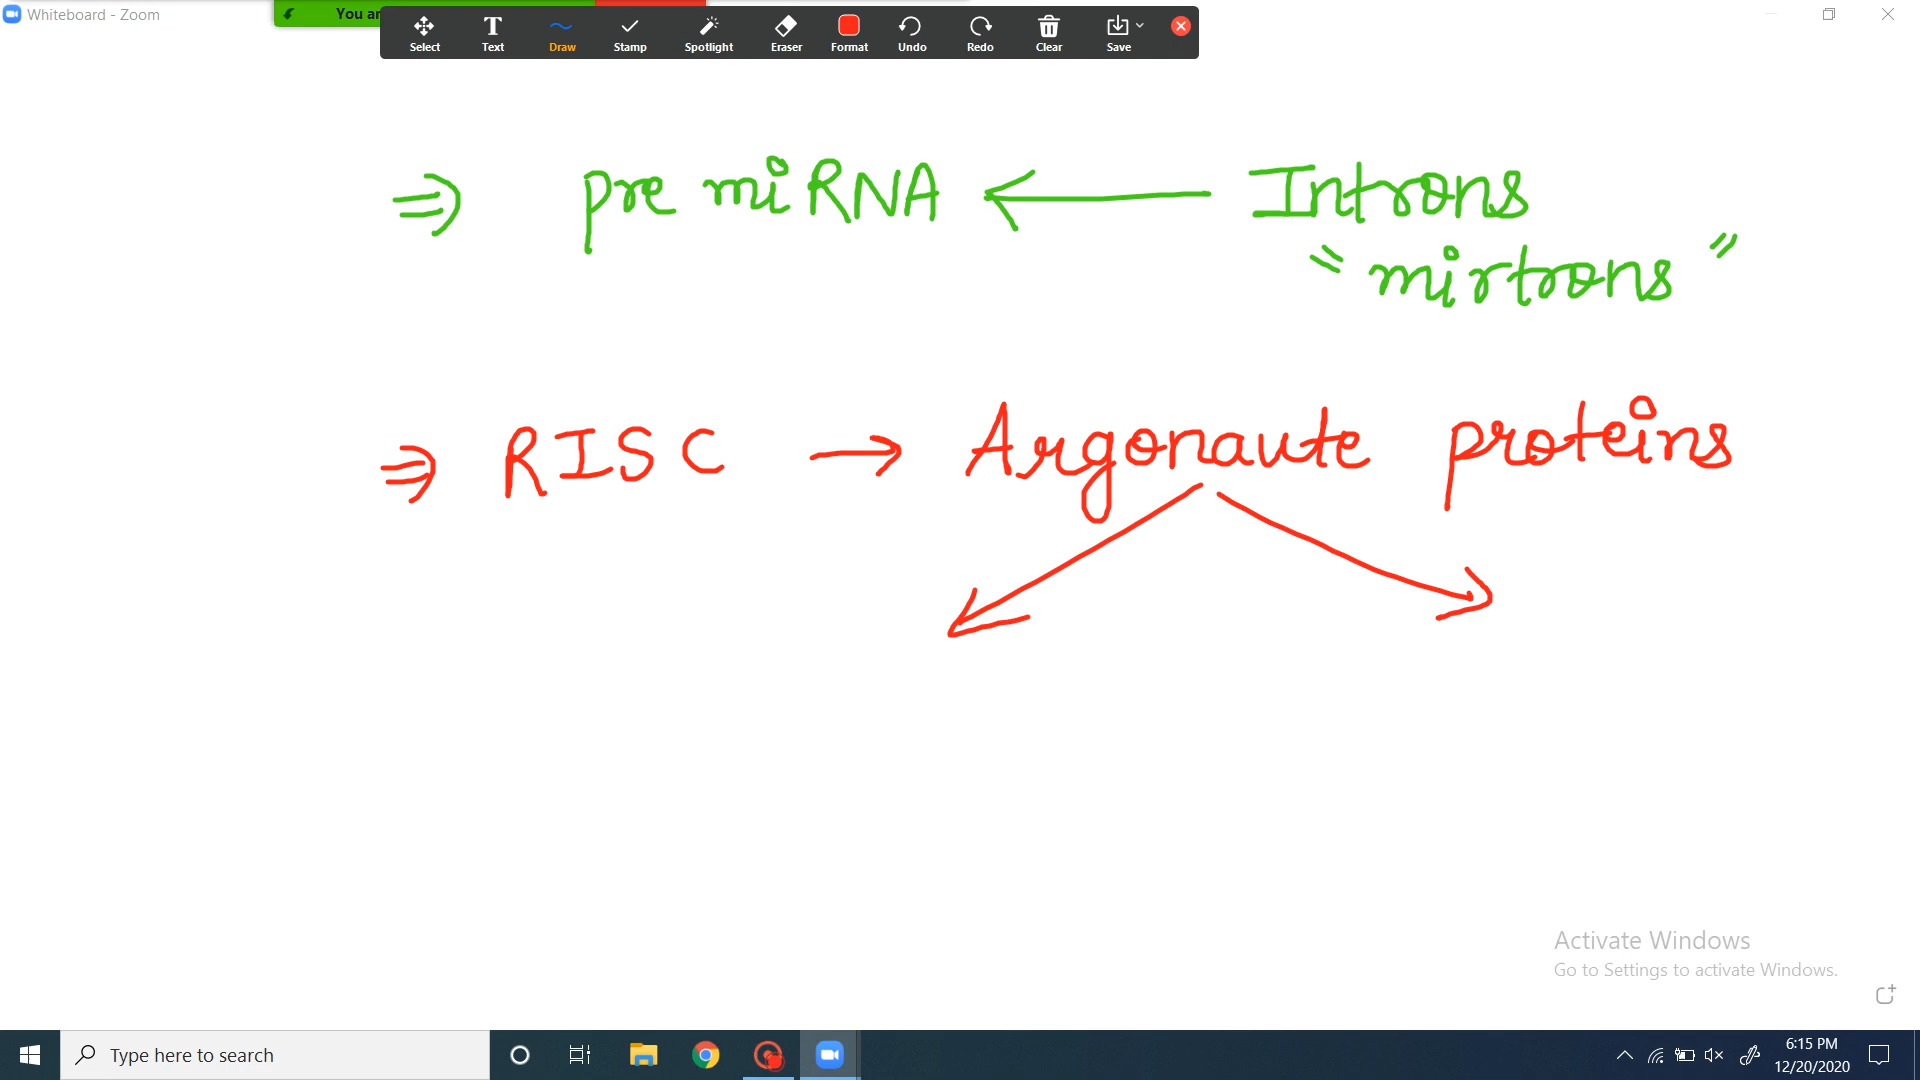 Whiteboard - Zoom
You ar
Select Text Draw Stamp Spotlight Eraser Format Undo Redo Clear Save
⇒ pre miRNA ← Introns
" mirtrons "
⇒ RISC → Argonaute proteins
Activate Windows
Go to Settings to activate Windows.
Type here to search
6:15 PM
12/20/2020